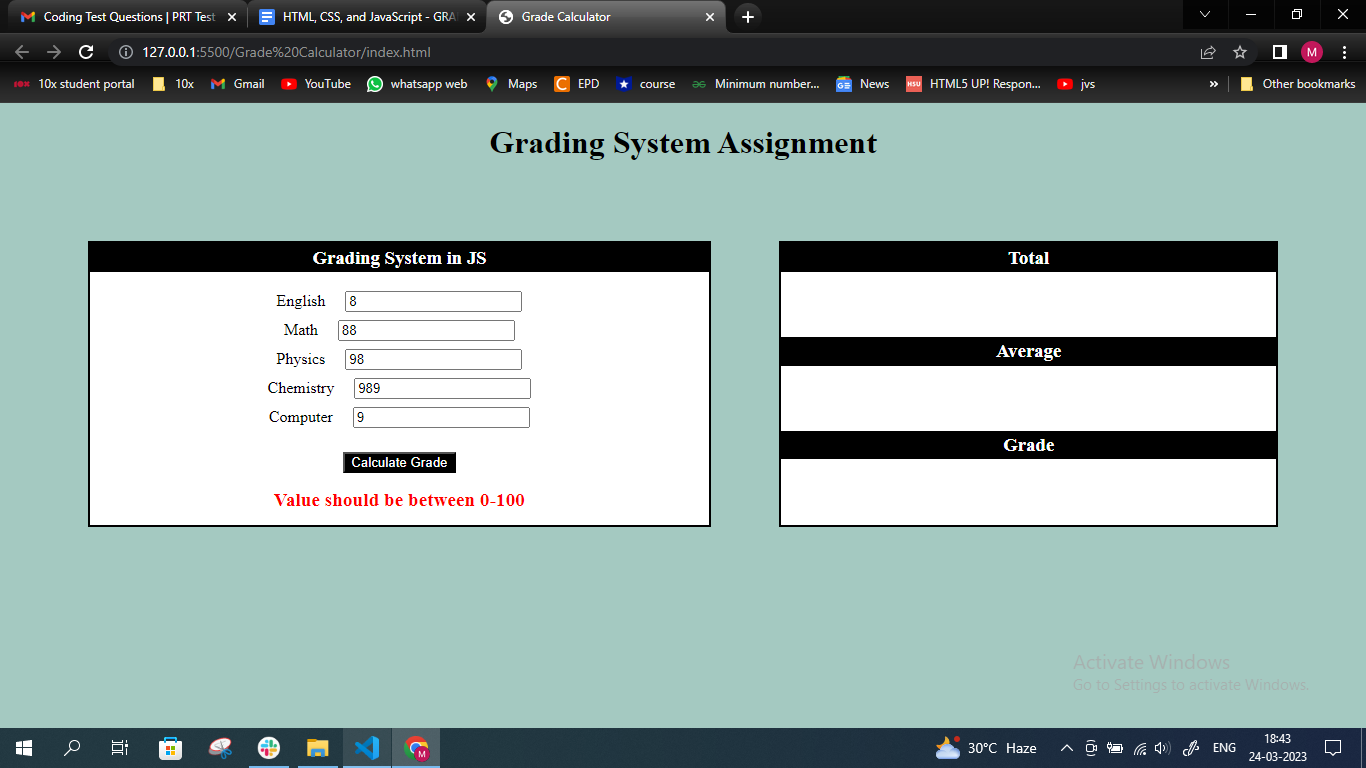 Coding Test Questions | PRT Test
HTML, CSS, and JavaScript - GRA
Grade Calculator
127.0.0.1:5500/Grade%20Calculator/index.html
M
10x 10x student portal
10x
Gmail
YouTube
whatsapp web
Maps
C EPD
course
Minimum number...
GE News
HSU HTML5 UP! Respon...
jvs
»
Other bookmarks
Grading System Assignment
Grading System in JS
English 8
Math 88
Physics 98
Chemistry 989
Computer 9
Calculate Grade
Value should be between 0-100
Total
Average
Grade
Activate Windows
Go to Settings to activate Windows.
M
30°C Haze
ENG
18:43
24-03-2023